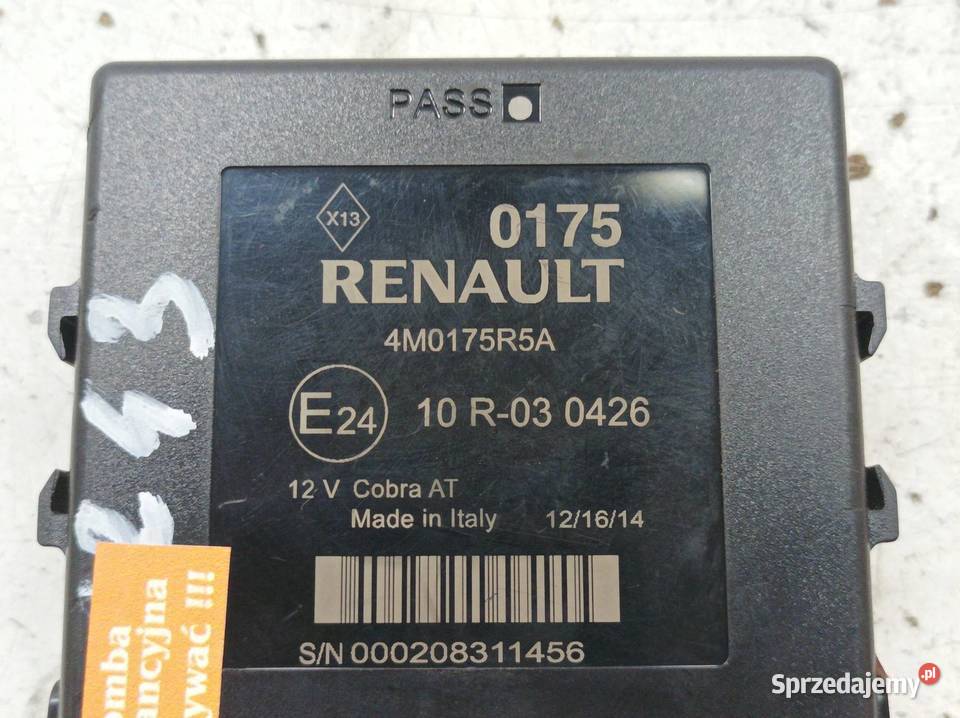 PASS
X13
0175
RENAULT
4M0175R5A
E24 10 R-03 0426
12 V Cobra AT
Made in Italy 12/16/14
S/N 000208311456
13
!!!
Sprzedajemy.pl